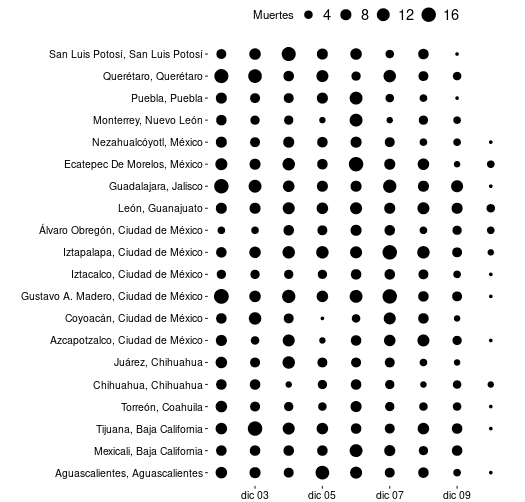 Muertes 4 8 12 16
San Luis Potosí, San Luis Potosí
Querétaro, Querétaro
Puebla, Puebla
Monterrey, Nuevo León
Nezahualcóyotl, México
Ecatepec De Morelos, México
Guadalajara, Jalisco
León, Guanajuato
Álvaro Obregón, Ciudad de México
Iztapalapa, Ciudad de México
Iztacalco, Ciudad de México
Gustavo A. Madero, Ciudad de México
Coyoacán, Ciudad de México
Azcapotzalco, Ciudad de México
Juárez, Chihuahua
Chihuahua, Chihuahua
Torreón, Coahuila
Tijuana, Baja California
Mexicali, Baja California
Aguascalientes, Aguascalientes
dic 03 dic 05 dic 07 dic 09